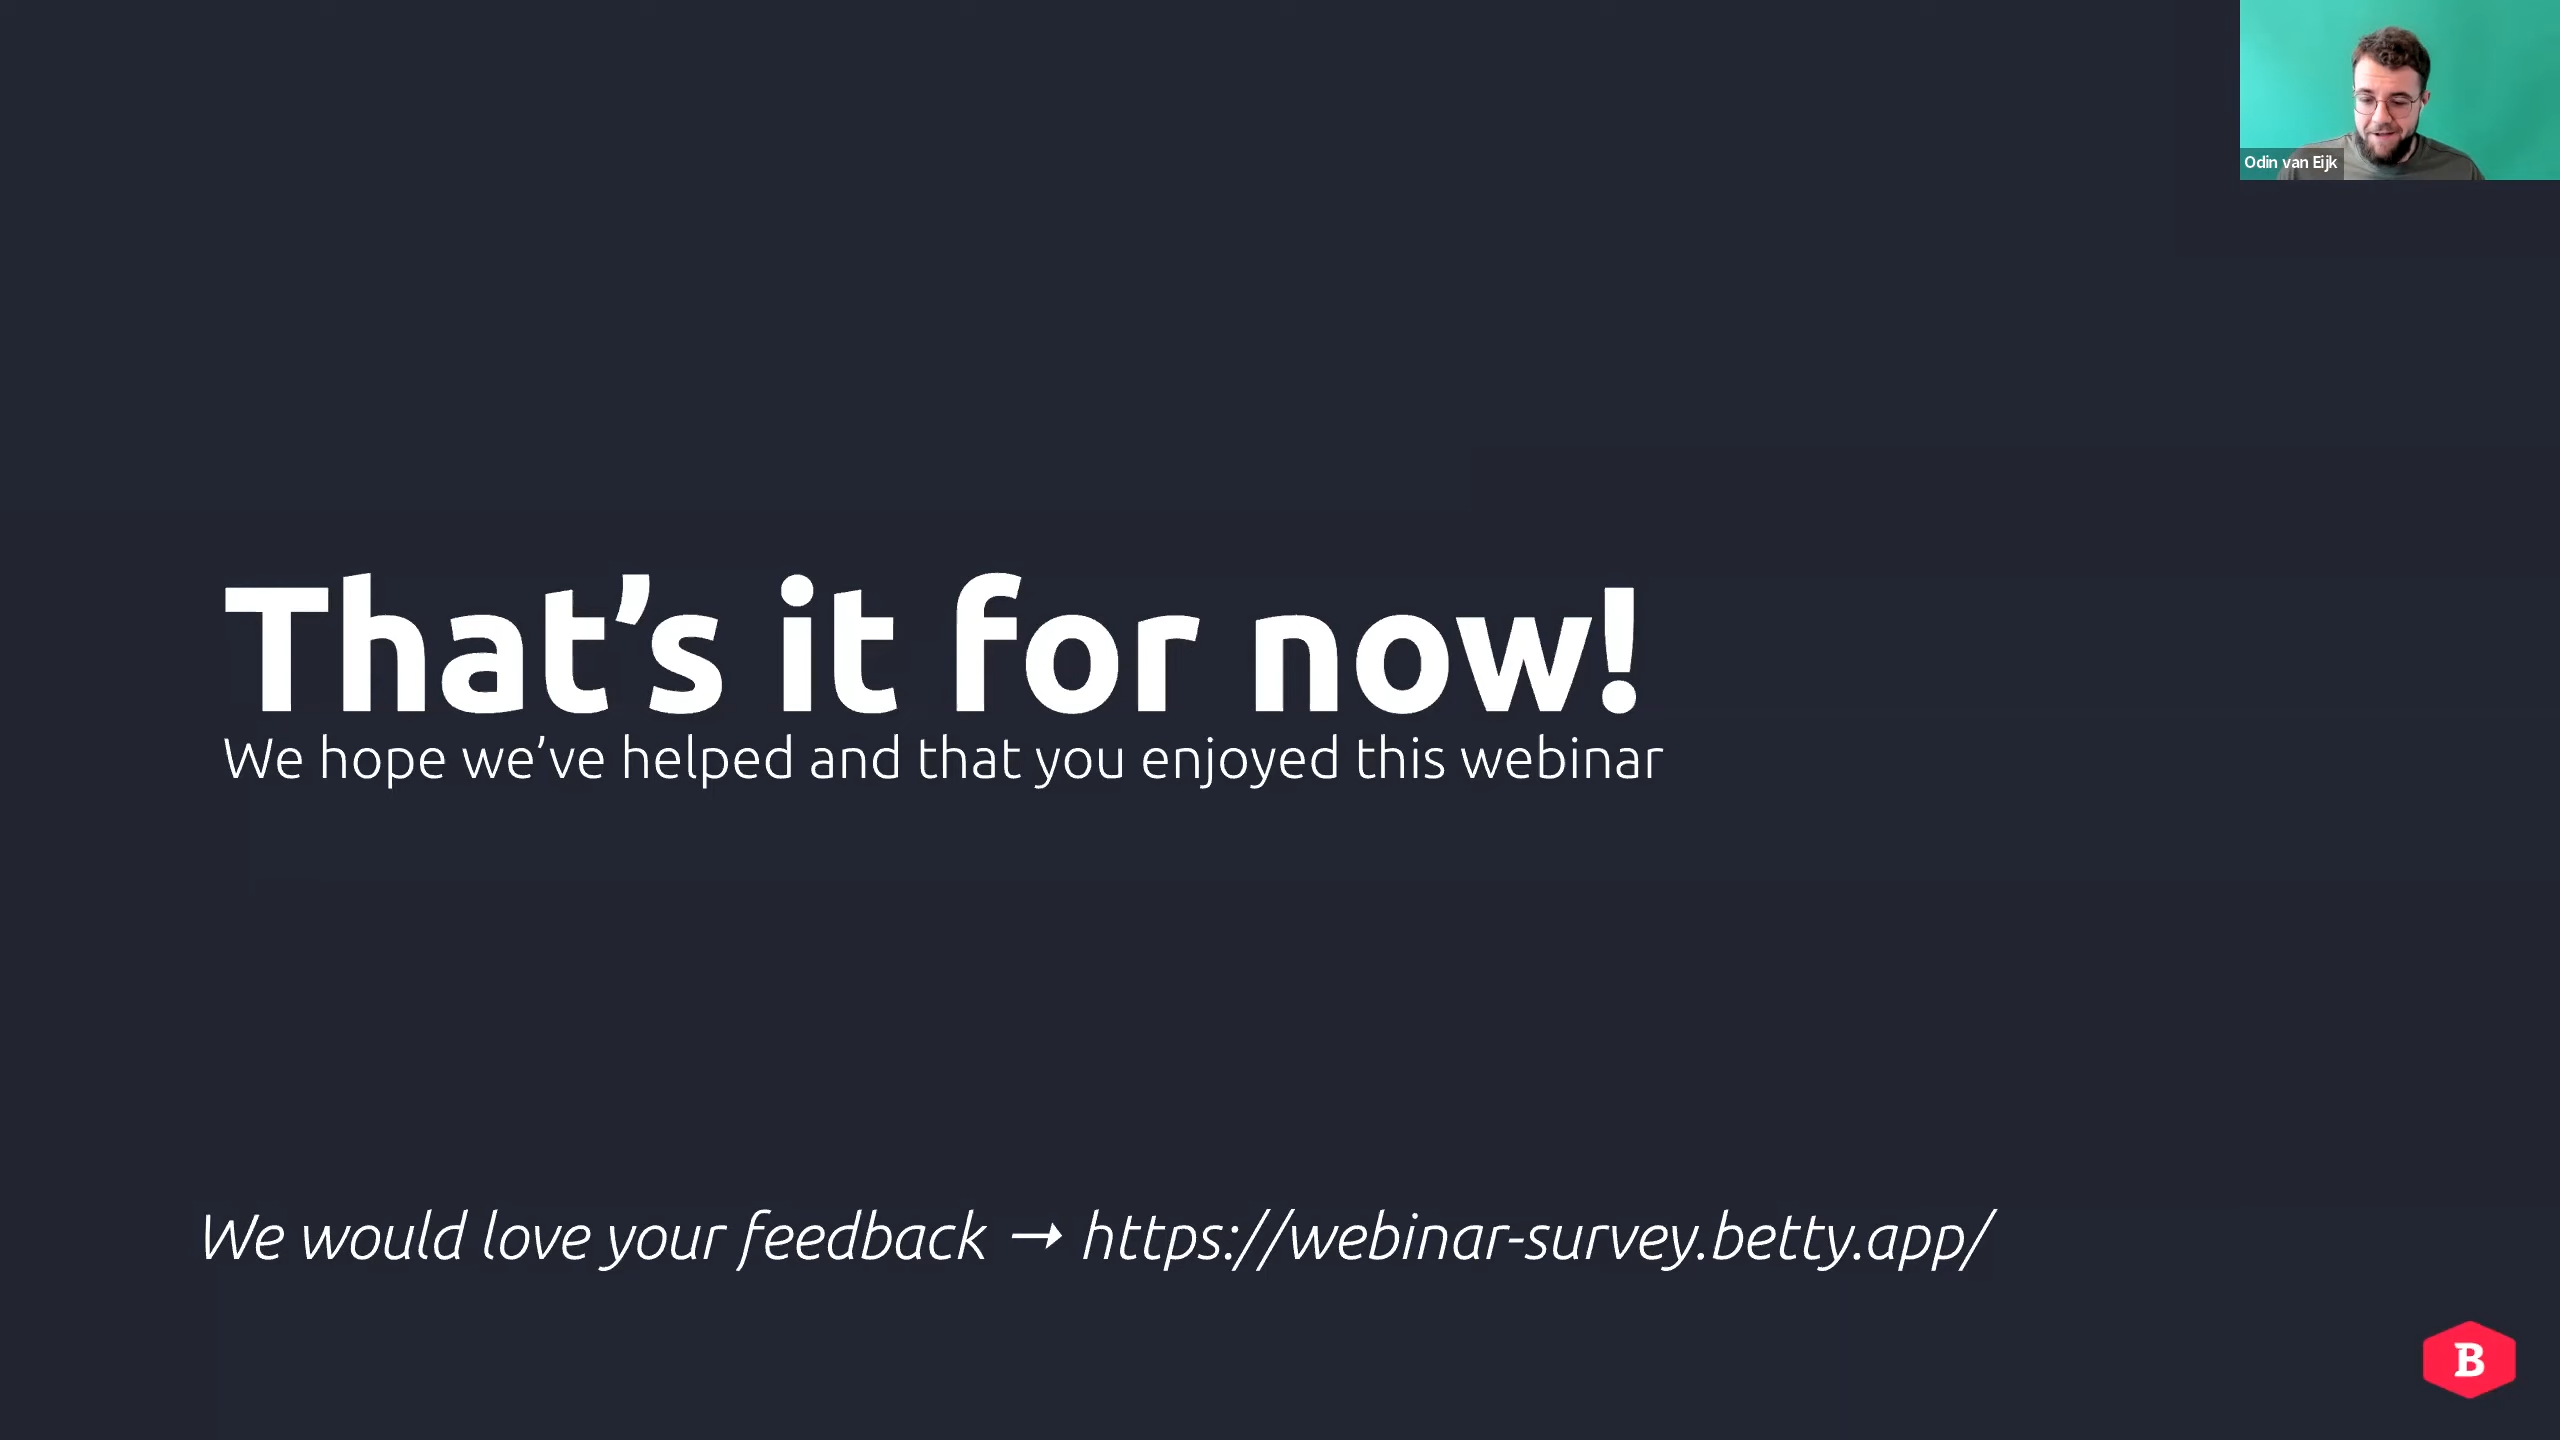 Odin van Eijk
That’s it for now!
We hope we’ve helped and that you enjoyed this webinar
We would love your feedback → https://webinar-survey.betty.app/
B